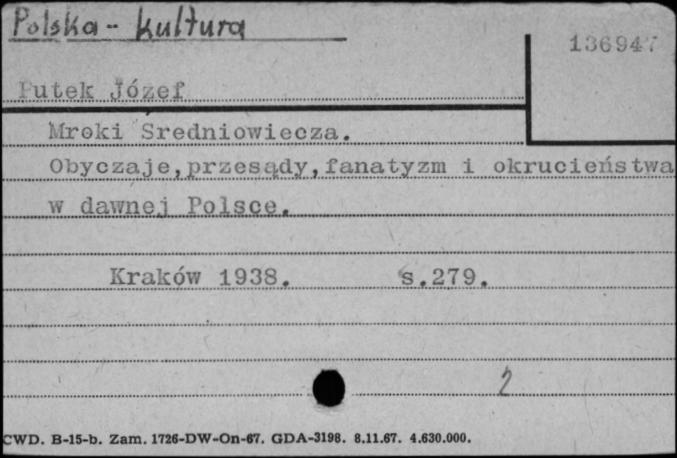 Polska - kultura
136947
Putek Józef
Mroki Sredniowiecza.
Obyczaje,przesądy,fanatyzm i okrucieństwa
w dawnej Polsce.
Kraków 1938. s.279.
2
CWD. B-15-b. Zam. 1726-DW-On-67. GDA-3198. 8.11.67. 4.630.000.